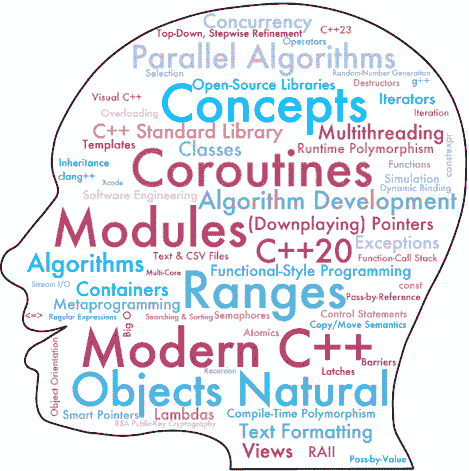 Concurrency
Top-Down, Stepwise Refinement
C++23
Operators
Parallel Algorithms
Selection
Random-Number Generation
Open-Source Libraries
Destructors
g++
Visual C++
Concepts
Iterators
Overloading
Iteration
C++ Standard Library
Multithreading
Templates
Classes
Runtime Polymorphism
constexpr
Inheritance
Coroutines
Functions
clang++
Xcode
Simulation
Dynamic Binding
Software Engineering
Algorithm Development
Modules
(Downplaying) Pointers
C++20
Exceptions
Algorithms
Text & CSV Files
Function-Call Stack
Multi-Core
Functional-Style Programming
Stream I/O
Containers
Ranges
const
Metaprogramming
Pass-by-Reference
<=>
Regular Expressions
Big O
Searching & Sorting
Semaphores
Control Statements
Copy/Move Semantics
Atomics
Modern C++
Barriers
Latches
Object Orientation
Recursion
Objects Natural
Smart Pointers
Lambdas
Compile-Time Polymorphism
RSA Public-Key Cryptography
Text Formatting
Views
RAII
Pass-by-Value